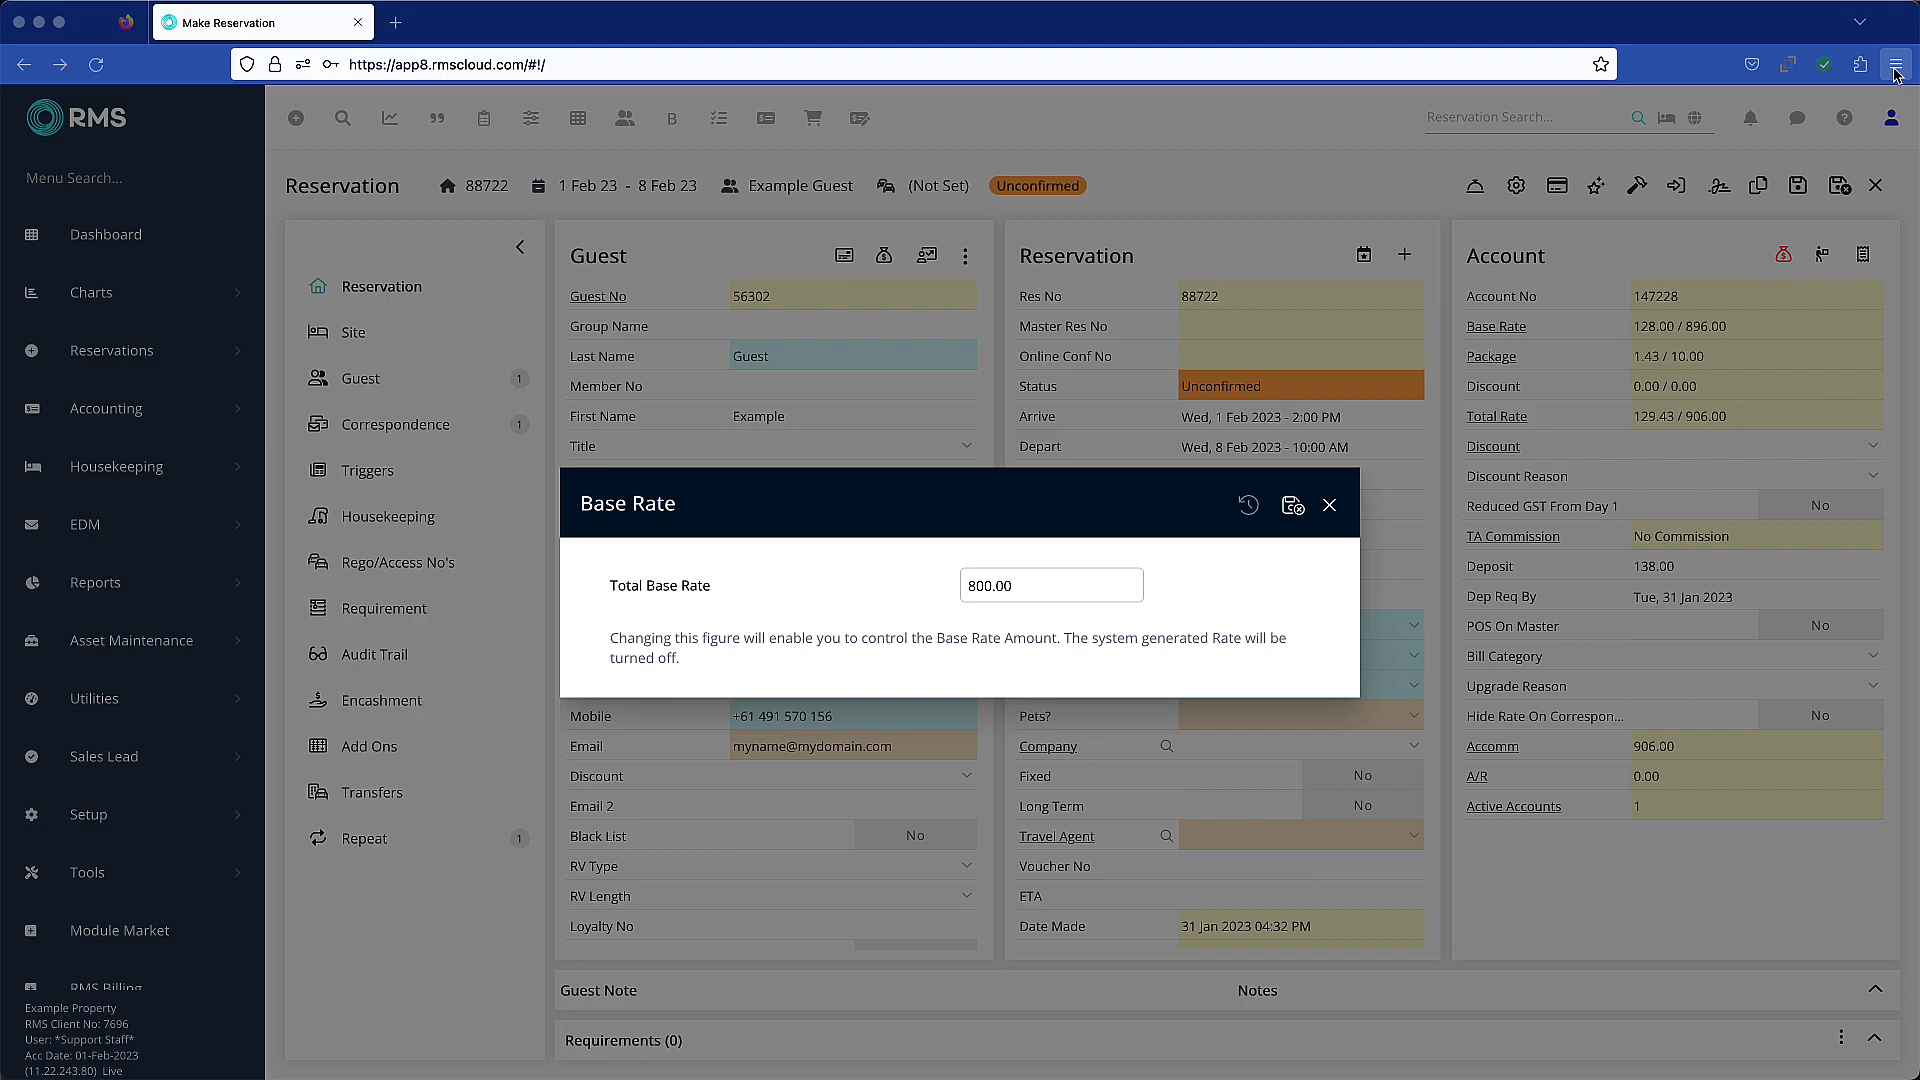 Make Reservation
https://app8.rmscloud.com/#!/
RMS
Menu Search...
Dashboard
Charts
Reservations
Accounting
Housekeeping
EDM
Reports
Asset Maintenance
Utilities
Sales Lead
Setup
Tools
Module Market
RMS Billing
Example Property
RMS Client No: 7696
User: *Support Staff*
Acc Date: 01-Feb-2023
(11.22.243.80) Live
B
Reservation Search...
Reservation 88722 1 Feb 23 - 8 Feb 23 Example Guest (Not Set) Unconfirmed
Reservation
Site
Guest 1
Correspondence 1
Triggers
Housekeeping
Rego/Access No's
Requirement
Audit Trail
Encashment
Add Ons
Transfers
Repeat 1
Guest
Guest No 56302
Group Name
Last Name Guest
Member No
First Name Example
Title
Mobile +61 491 570 156
Email myname@mydomain.com
Discount
Email 2
Black List No
RV Type
RV Length
Loyalty No
Reservation
Res No 88722
Master Res No
Online Conf No
Status Unconfirmed
Arrive Wed, 1 Feb 2023 - 2:00 PM
Depart Wed, 8 Feb 2023 - 10:00 AM
Pets?
Company
Fixed No
Long Term No
Travel Agent
Voucher No
ETA
Date Made 31 Jan 2023 04:32 PM
Account
Account No 147228
Base Rate 128.00 / 896.00
Package 1.43 / 10.00
Discount 0.00 / 0.00
Total Rate 129.43 / 906.00
Discount
Discount Reason
Reduced GST From Day 1 No
TA Commission No Commission
Deposit 138.00
Dep Req By Tue, 31 Jan 2023
POS On Master No
Bill Category
Upgrade Reason
Hide Rate On Correspon... No
Accomm 906.00
A/R 0.00
Active Accounts 1
Base Rate
Total Base Rate 800.00
Changing this figure will enable you to control the Base Rate Amount. The system generated Rate will be
turned off.
Guest Note Notes
Requirements (0)